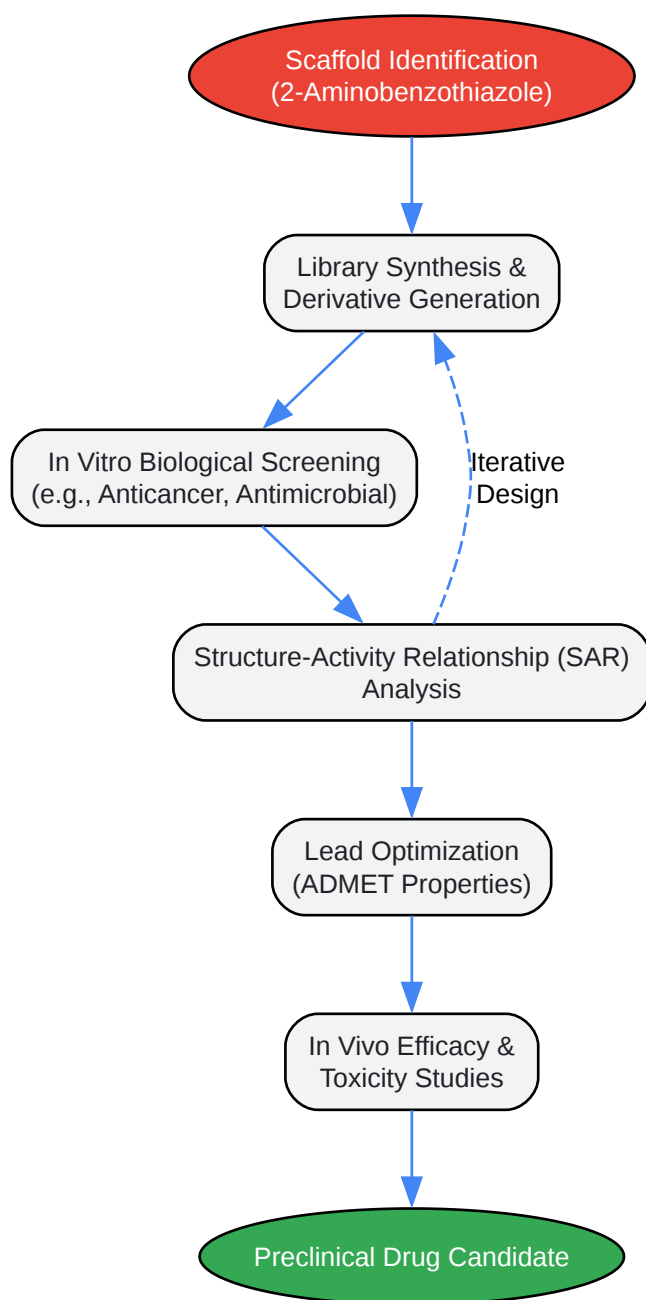 Scaffold Identification
(2-Aminobenzothiazole)
Library Synthesis &
Derivative Generation
In Vitro Biological Screening
(e.g., Anticancer, Antimicrobial)
Iterative
Design
Structure-Activity Relationship (SAR)
Analysis
Lead Optimization
(ADMET Properties)
In Vivo Efficacy &
Toxicity Studies
Preclinical Drug Candidate